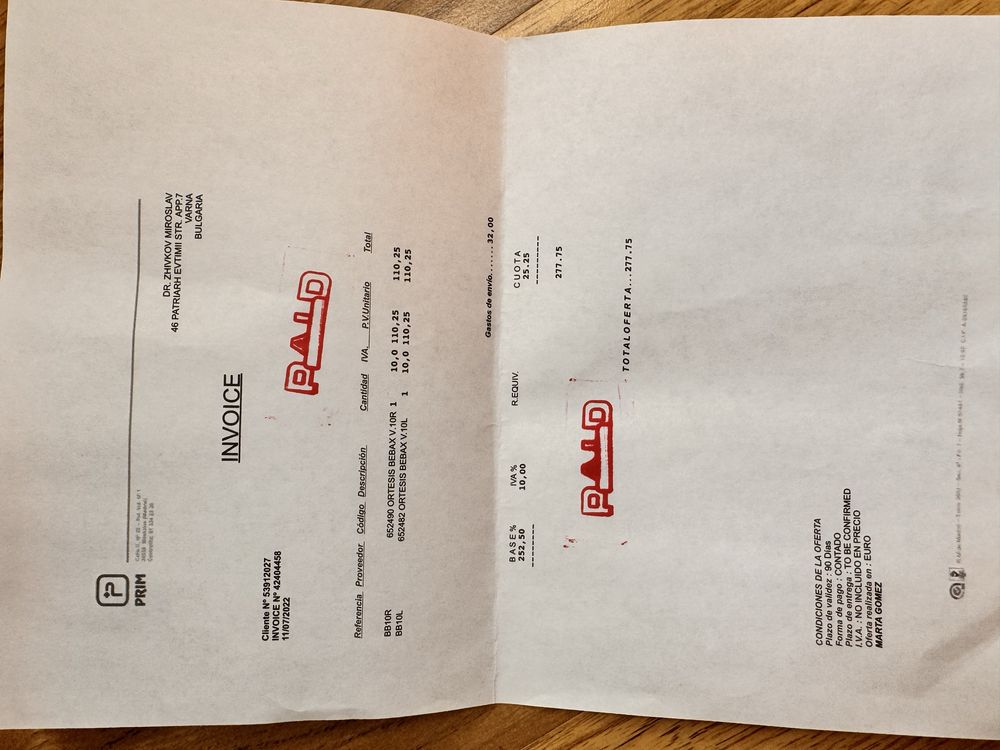 PRIM
DR. ZHIVKOV MIROSLAV
46 PATRIARH EVTIMII STR. APP.7
VARNA
BULGARIA
INVOICE
Cliente Nº 53912027
INVOICE Nº 42404458
11/07/2022
PAID
Referencia Proveedor Código Descripción Cantidad IVA. P.V.Unitario Total
BB10R 652490 ORTESIS BEBAX V.10R 1 10,0 110,25 110,25
BB10L 652482 ORTESIS BEBAX V.10L 1 10,0 110,25 110,25
Gastos de envío.......32,00
BASE% IVA% R.EQUIV. CUOTA
252,50 10,00 25.25
-------- --------
277.75
PAID
TOTALOFERTA...277.75
CONDICIONES DE LA OFERTA
Plazo de validez : 90 Días
Forma de pago : CONTADO
Plazo de entrega : TO BE CONFIRMED
I.V.A. : NO INCLUIDO EN PRECIO
Oferta realizada en : EURO
MARTA GOMEZ